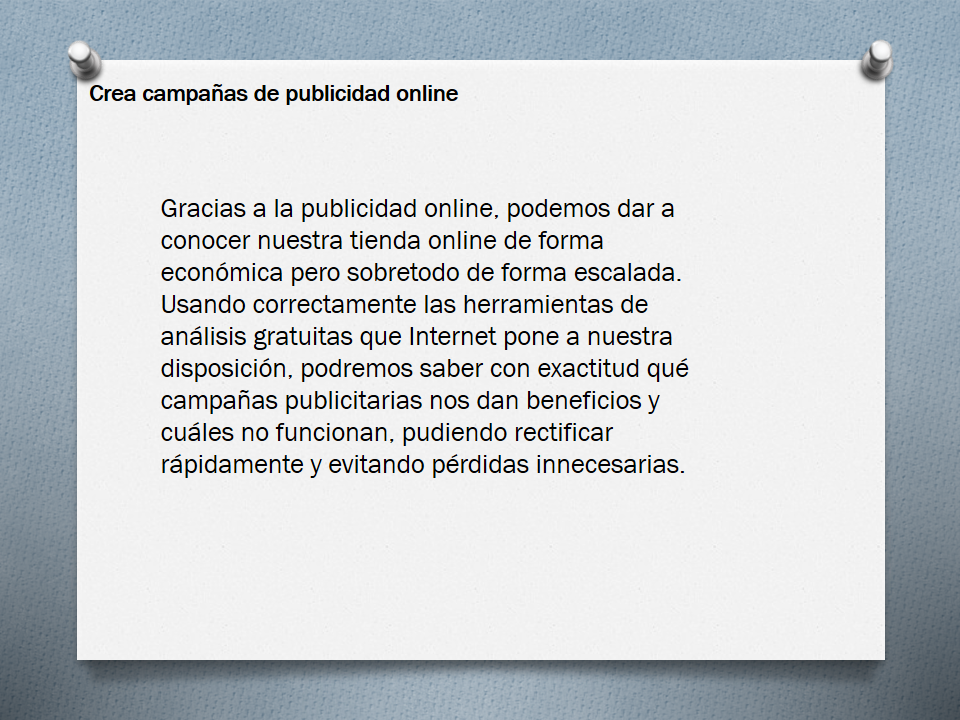 Crea campañas de publicidad online
Gracias a la publicidad online, podemos dar a
conocer nuestra tienda online de forma
económica pero sobretodo de forma escalada.
Usando correctamente las herramientas de
análisis gratuitas que Internet pone a nuestra
disposición, podremos saber con exactitud qué
campañas publicitarias nos dan beneficios y
cuáles no funcionan, pudiendo rectificar
rápidamente y evitando pérdidas innecesarias.